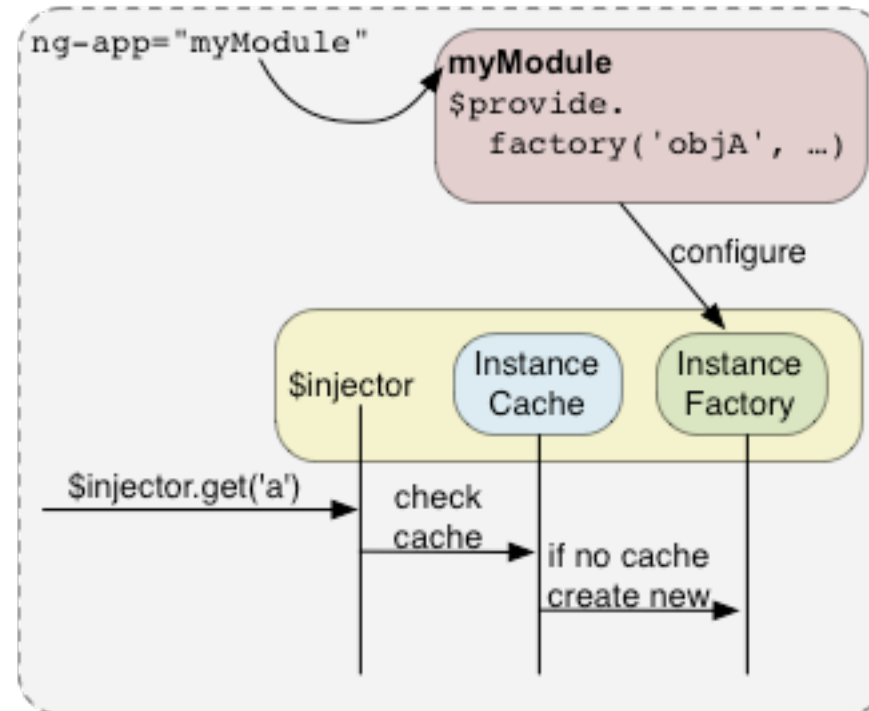 ng-app="myModule"
myModule
$provide.
factory('objA', …)
configure
$injector
Instance
Cache
Instance
Factory
$injector.get('a')
check
cache
if no cache
create new